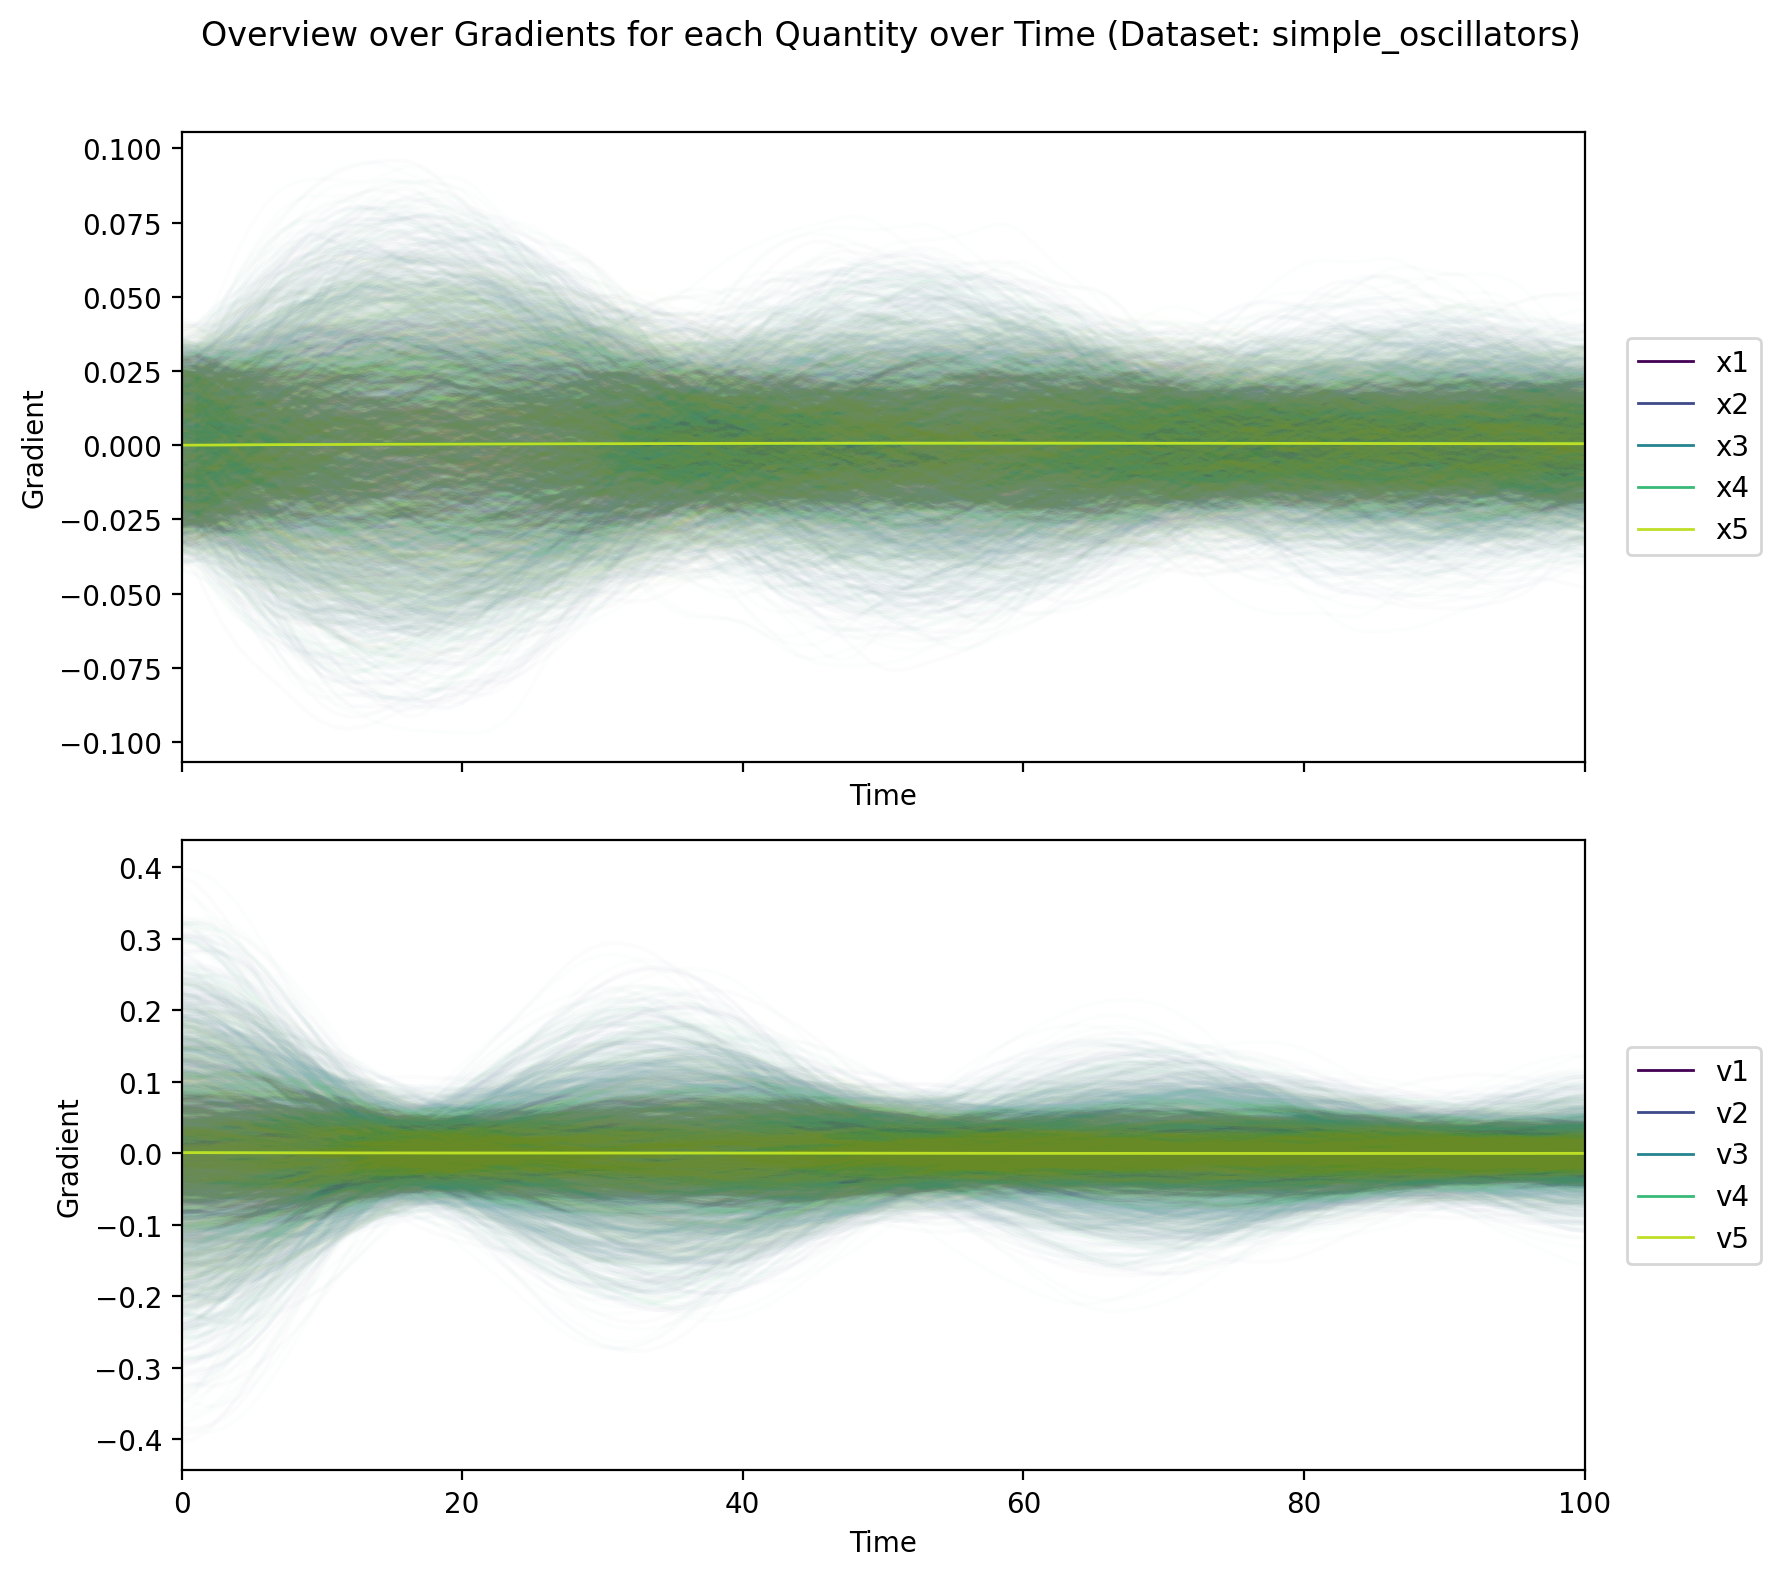 Overview over Gradients for each Quantity over Time (Dataset: simple_oscillators)
0.100
0.075
0.050
0.025
0.000
−0.025
−0.050
−0.075
−0.100
Gradient
Time
x1
x2
x3
x4
x5
0.4
0.3
0.2
0.1
0.0
−0.1
−0.2
−0.3
−0.4
Gradient
0 20 40 60 80 100
Time
v1
v2
v3
v4
v5